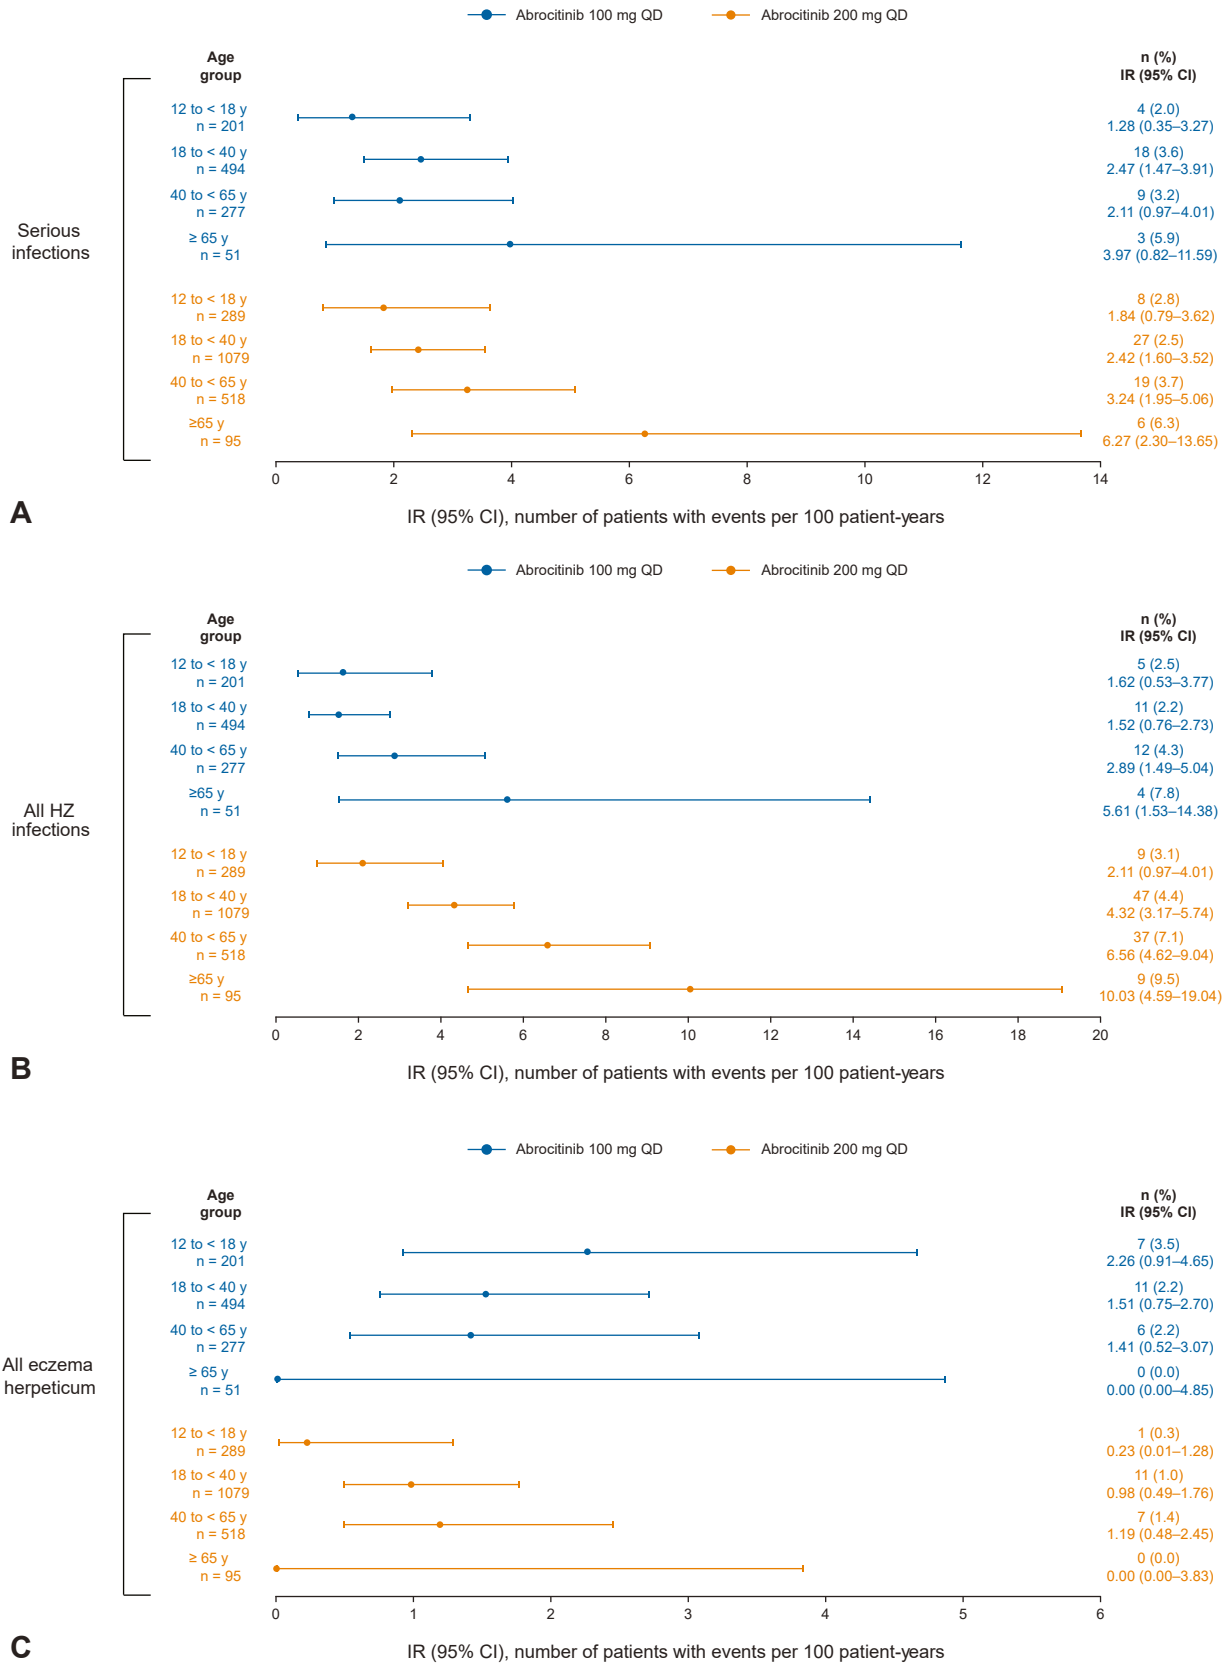 Abrocitinib 100 mg QD Abrocitinib 200 mg QD
Age
group
n (%)
IR (95% CI)
Serious
infections
12 to < 18 y
n = 201
4 (2.0)
1.28 (0.35–3.27)
18 to < 40 y
n = 494
18 (3.6)
2.47 (1.47–3.91)
40 to < 65 y
n = 277
9 (3.2)
2.11 (0.97–4.01)
≥ 65 y
n = 51
3 (5.9)
3.97 (0.82–11.59)
12 to < 18 y
n = 289
8 (2.8)
1.84 (0.79–3.62)
18 to < 40 y
n = 1079
27 (2.5)
2.42 (1.60–3.52)
40 to < 65 y
n = 518
19 (3.7)
3.24 (1.95–5.06)
≥65 y
n = 95
6 (6.3)
6.27 (2.30–13.65)
0 2 4 6 8 10 12 14
IR (95% CI), number of patients with events per 100 patient-years
A
Abrocitinib 100 mg QD Abrocitinib 200 mg QD
Age
group
n (%)
IR (95% CI)
All HZ
infections
12 to < 18 y
n = 201
5 (2.5)
1.62 (0.53–3.77)
18 to < 40 y
n = 494
11 (2.2)
1.52 (0.76–2.73)
40 to < 65 y
n = 277
12 (4.3)
2.89 (1.49–5.04)
≥65 y
n = 51
4 (7.8)
5.61 (1.53–14.38)
12 to < 18 y
n = 289
9 (3.1)
2.11 (0.97–4.01)
18 to < 40 y
n = 1079
47 (4.4)
4.32 (3.17–5.74)
40 to < 65 y
n = 518
37 (7.1)
6.56 (4.62–9.04)
≥65 y
n = 95
9 (9.5)
10.03 (4.59–19.04)
0 2 4 6 8 10 12 14 16 18 20
IR (95% CI), number of patients with events per 100 patient-years
B
Abrocitinib 100 mg QD Abrocitinib 200 mg QD
Age
group
n (%)
IR (95% CI)
All eczema
herpeticum
12 to < 18 y
n = 201
7 (3.5)
2.26 (0.91–4.65)
18 to < 40 y
n = 494
11 (2.2)
1.51 (0.75–2.70)
40 to < 65 y
n = 277
6 (2.2)
1.41 (0.52–3.07)
≥ 65 y
n = 51
0 (0.0)
0.00 (0.00–4.85)
12 to < 18 y
n = 289
1 (0.3)
0.23 (0.01–1.28)
18 to < 40 y
n = 1079
11 (1.0)
0.98 (0.49–1.76)
40 to < 65 y
n = 518
7 (1.4)
1.19 (0.48–2.45)
≥ 65 y
n = 95
0 (0.0)
0.00 (0.00–3.83)
0 1 2 3 4 5 6
IR (95% CI), number of patients with events per 100 patient-years
C